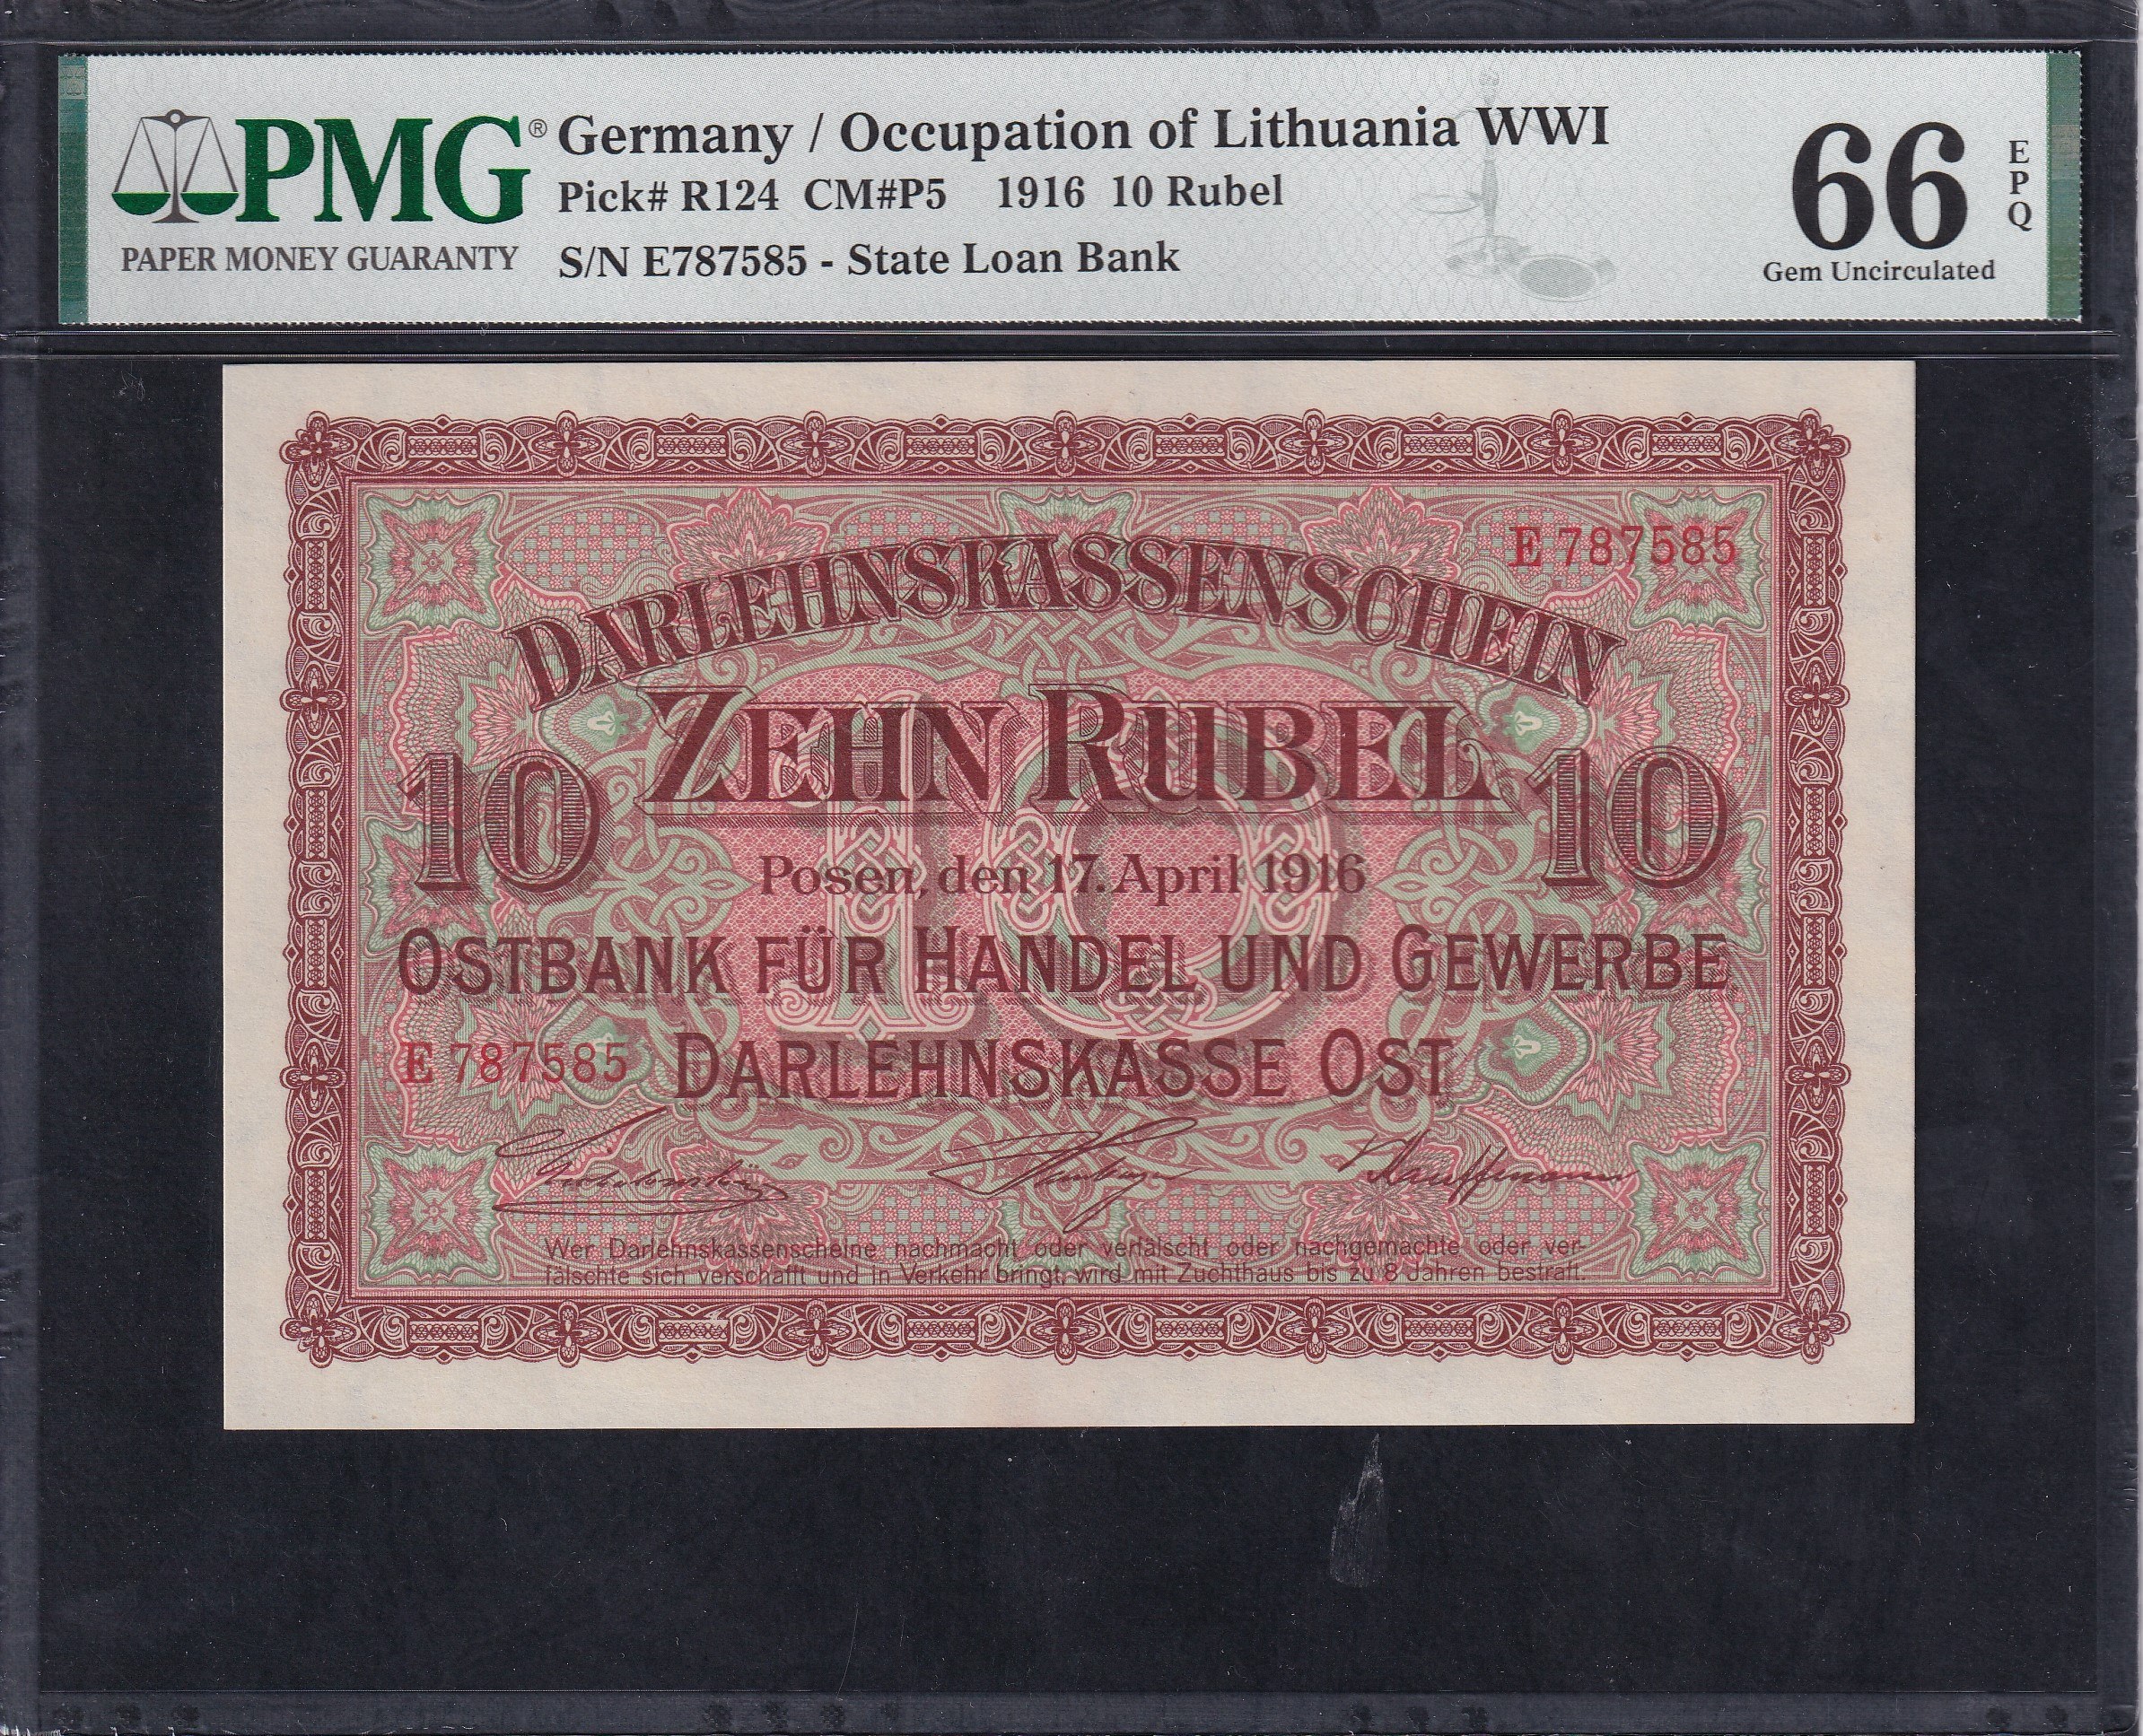 PMG®
PAPER MONEY GUARANTY
Germany / Occupation of Lithuania WWI
Pick# R124 CM#P5 1916 10 Rubel
S/N E787585 - State Loan Bank
66
EPQ
Gem Uncirculated
E 787585
DARLEHNSKASSENSCHEIN
ZEHN RUBEL
10
10
10
Posen, den 17. April 1916
OSTBANK FÜR HANDEL UND GEWERBE
E 787585 DARLEHNSKASSE OST
Kauffmann
Wer Darlehnskassenscheine nachmacht oder verfälscht oder nachgemachte oder ver-
fälschte sich verschafft und in Verkehr bringt, wird mit Zuchthaus bis zu 8 Jahren bestraft.